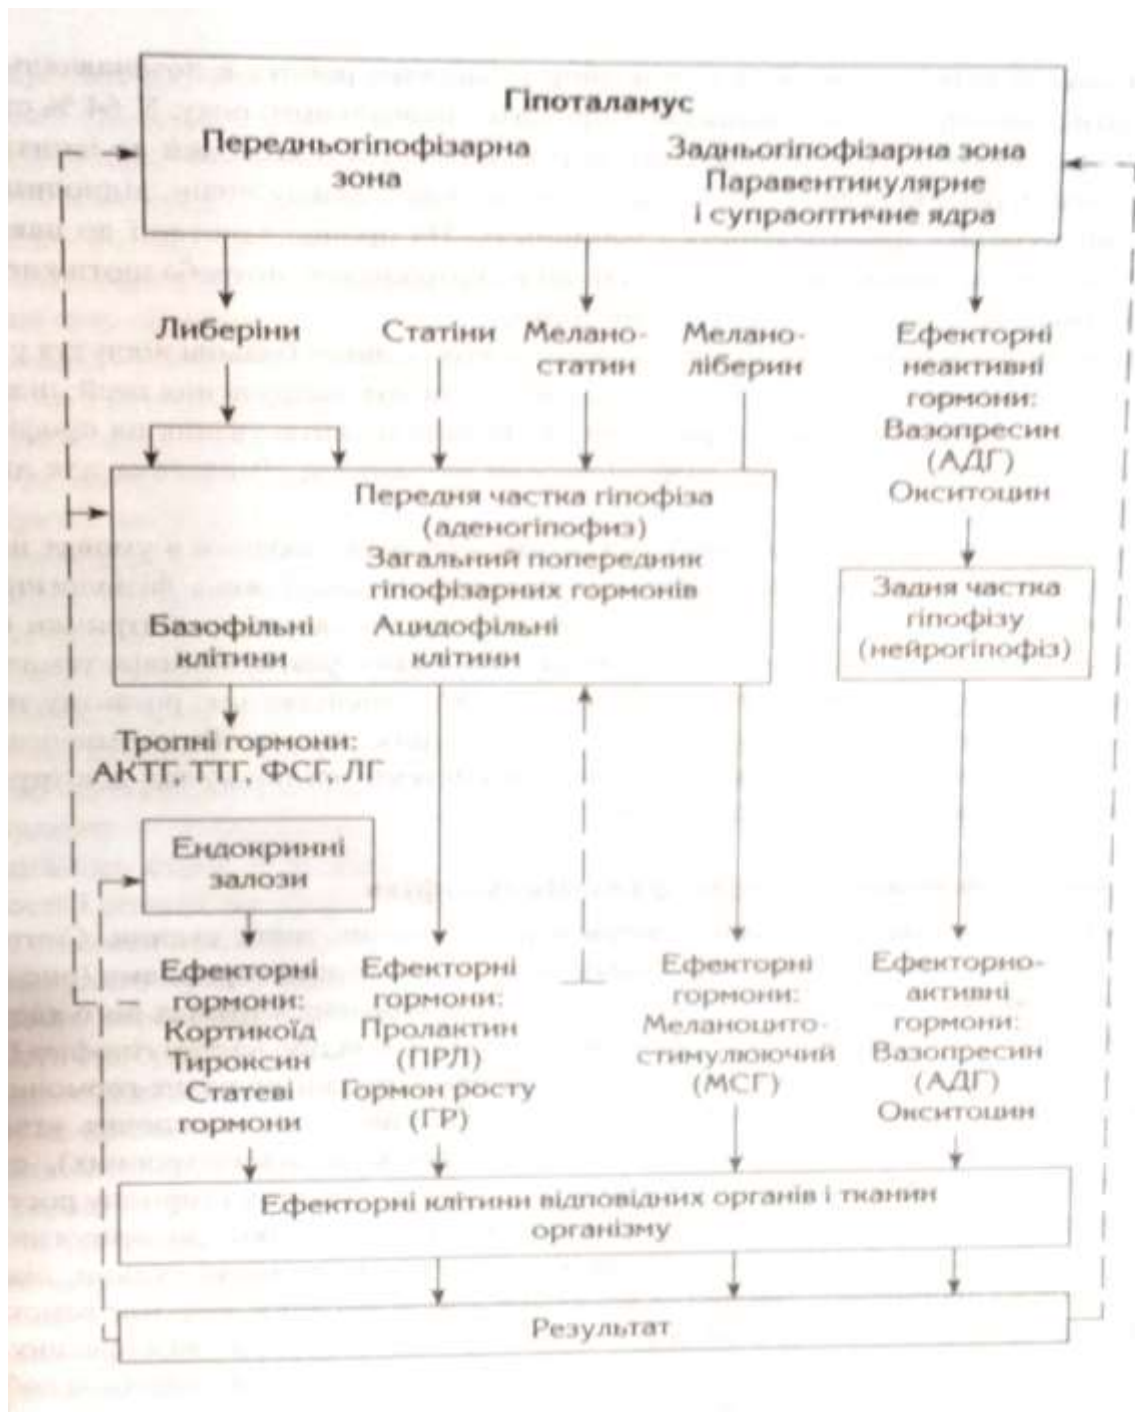 Гіпоталамус
Передньогіпофізарна
зона
Задньогіпофізарна зона
Паравентикулярне
і супраоптичне ядра
Либеріни
Статіни
Мелано-
статин
Мелано-
ліберин
Ефекторні
неактивні
гормони:
Вазопресин
(АДГ)
Окситоцин
Передня частка гіпофіза
(аденогіпофиз)
Загальний попередник
гіпофізарних гормонів
Базофільні
клітини
Ацидофільні
клітини
Задня частка
гіпофізу
(нейрогіпофіз)
Тропні гормони:
АКТГ, ТТГ, ФСГ, ЛГ
Ендокринні
залози
Ефекторні
гормони:
Кортикоїд
Тироксин
Статеві
гормони
Ефекторні
гормони:
Пролактин
(ПРЛ)
Гормон росту
(ГР)
Ефекторні
гормони:
Меланоцито-
стимулюючий
(МСГ)
Ефекторно-
активні
гормони:
Вазопресин
(АДГ)
Окситоцин
Ефекторні клітини відповідних органів і тканин
організму
Результат